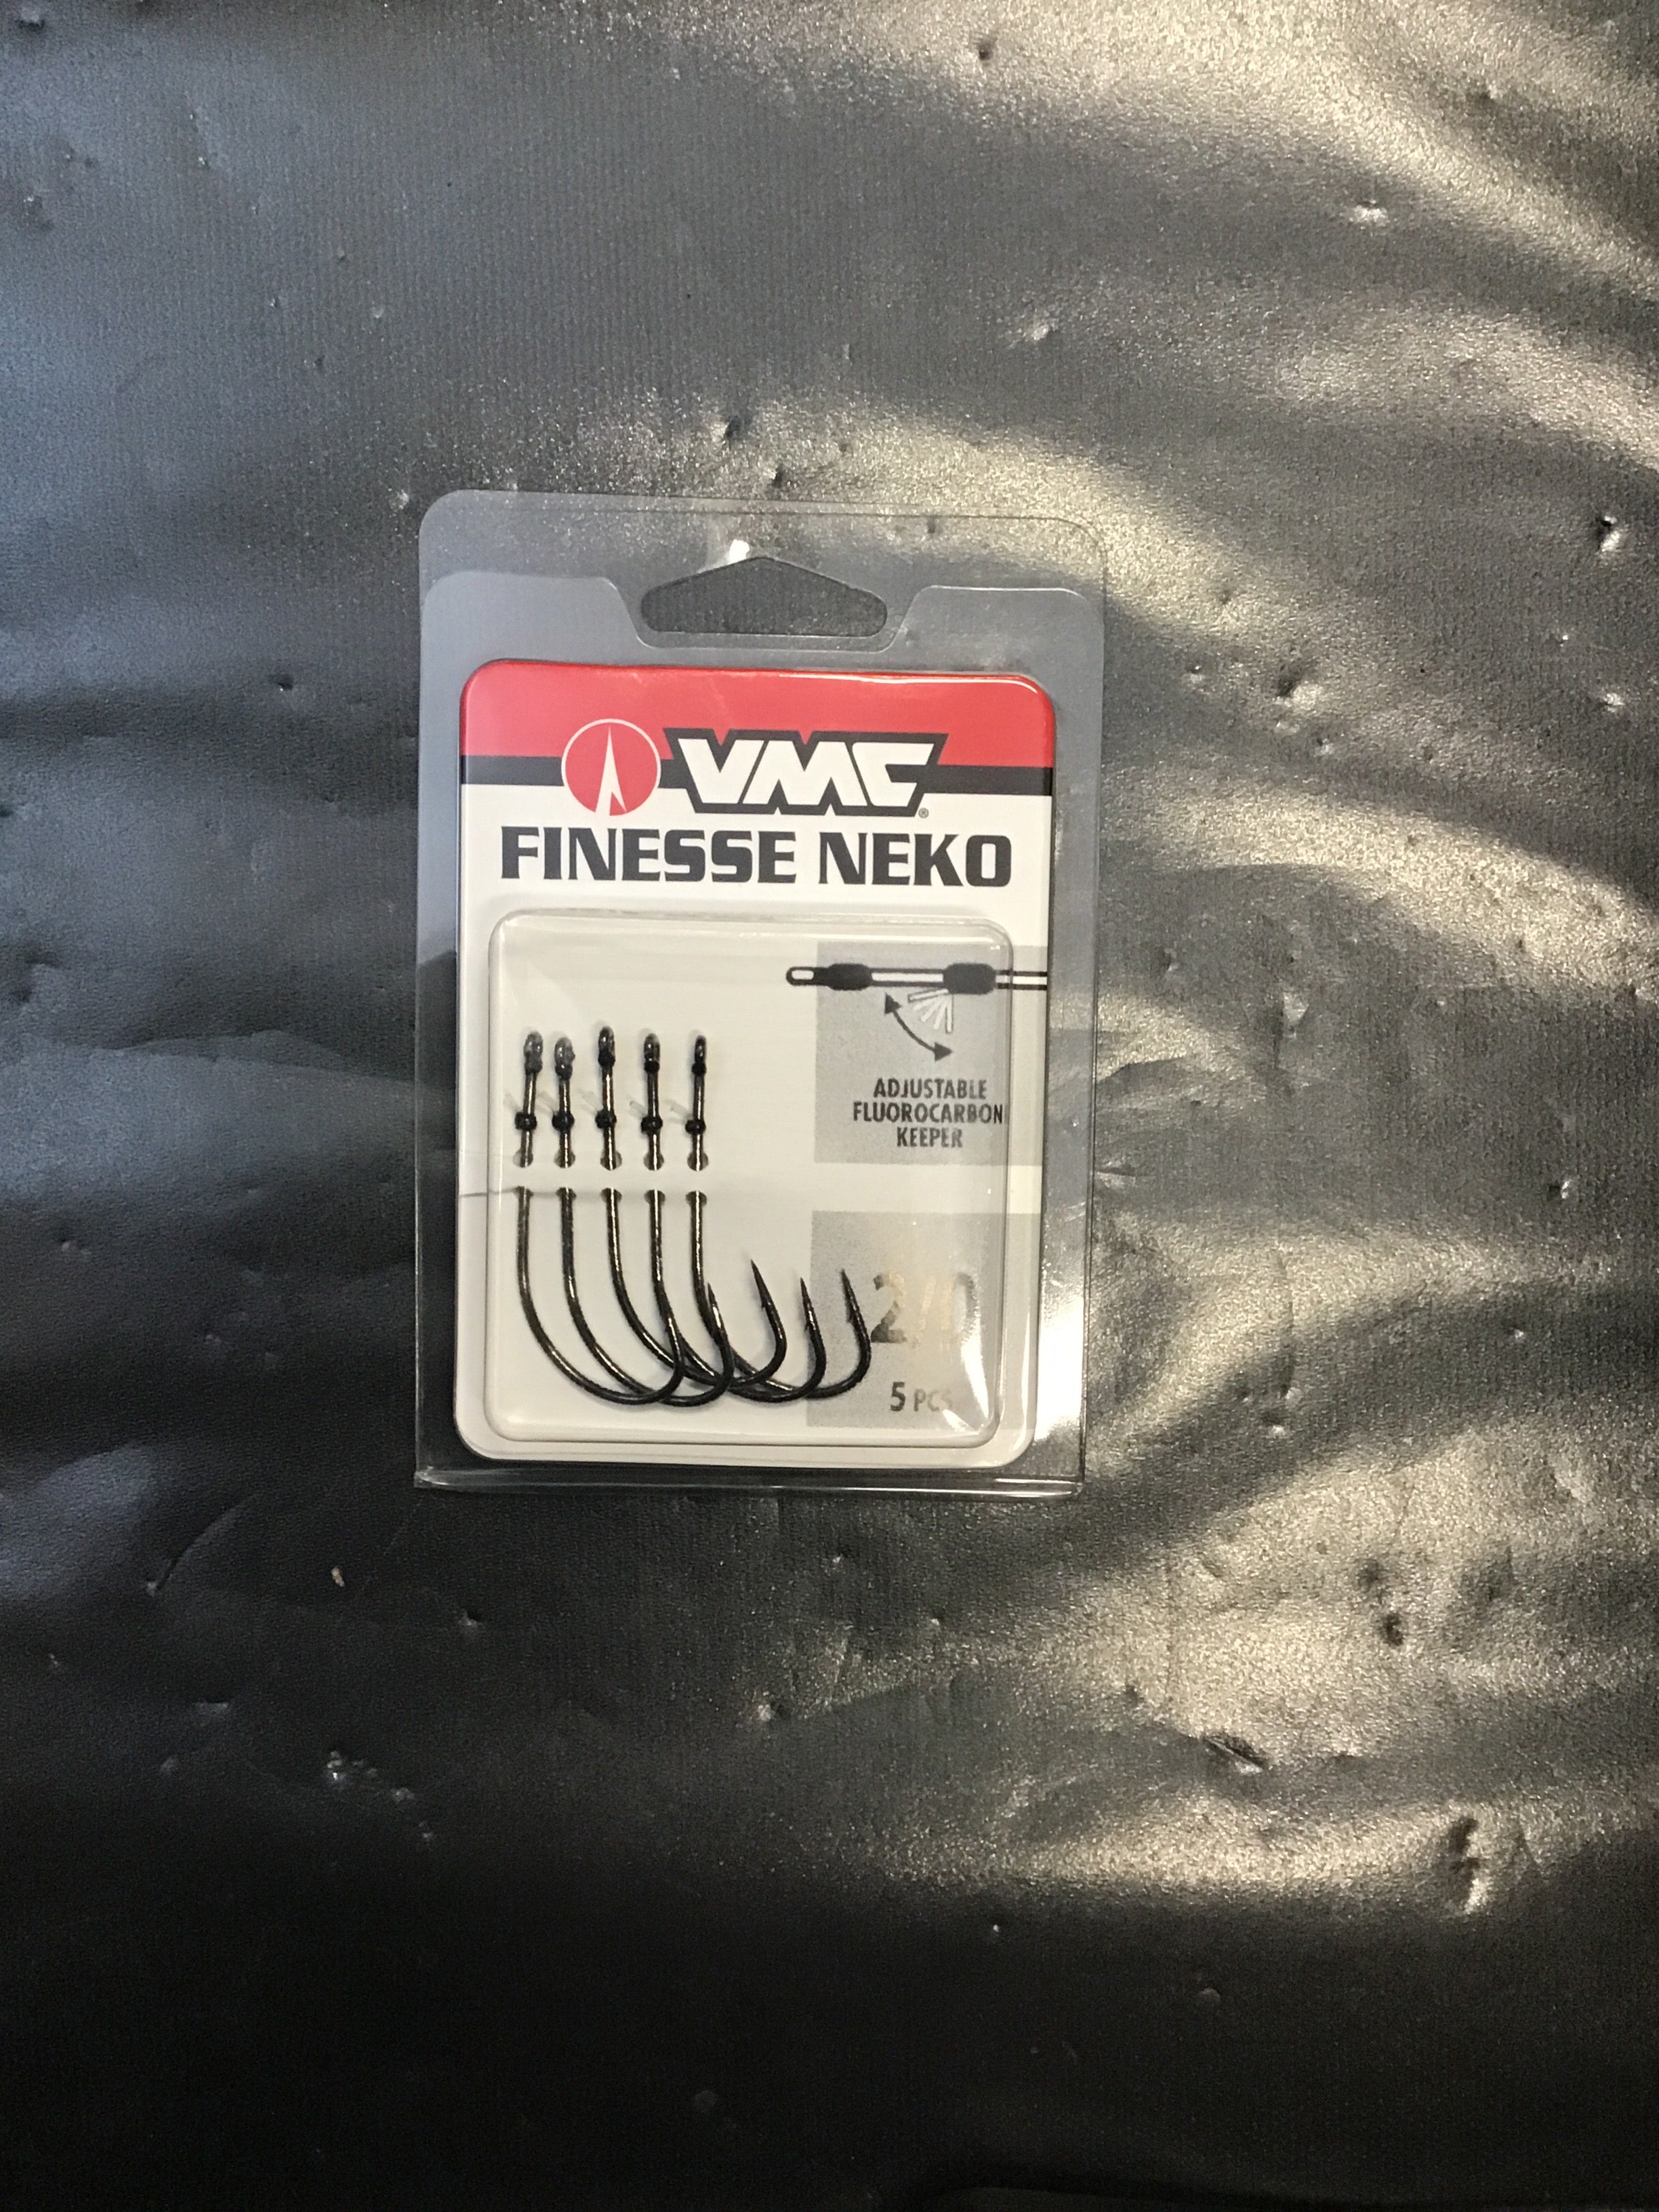 VMC®
FINESSE NEKO
ADJUSTABLE
FLUOROCARBON
KEEPER
2/0
5 PCS